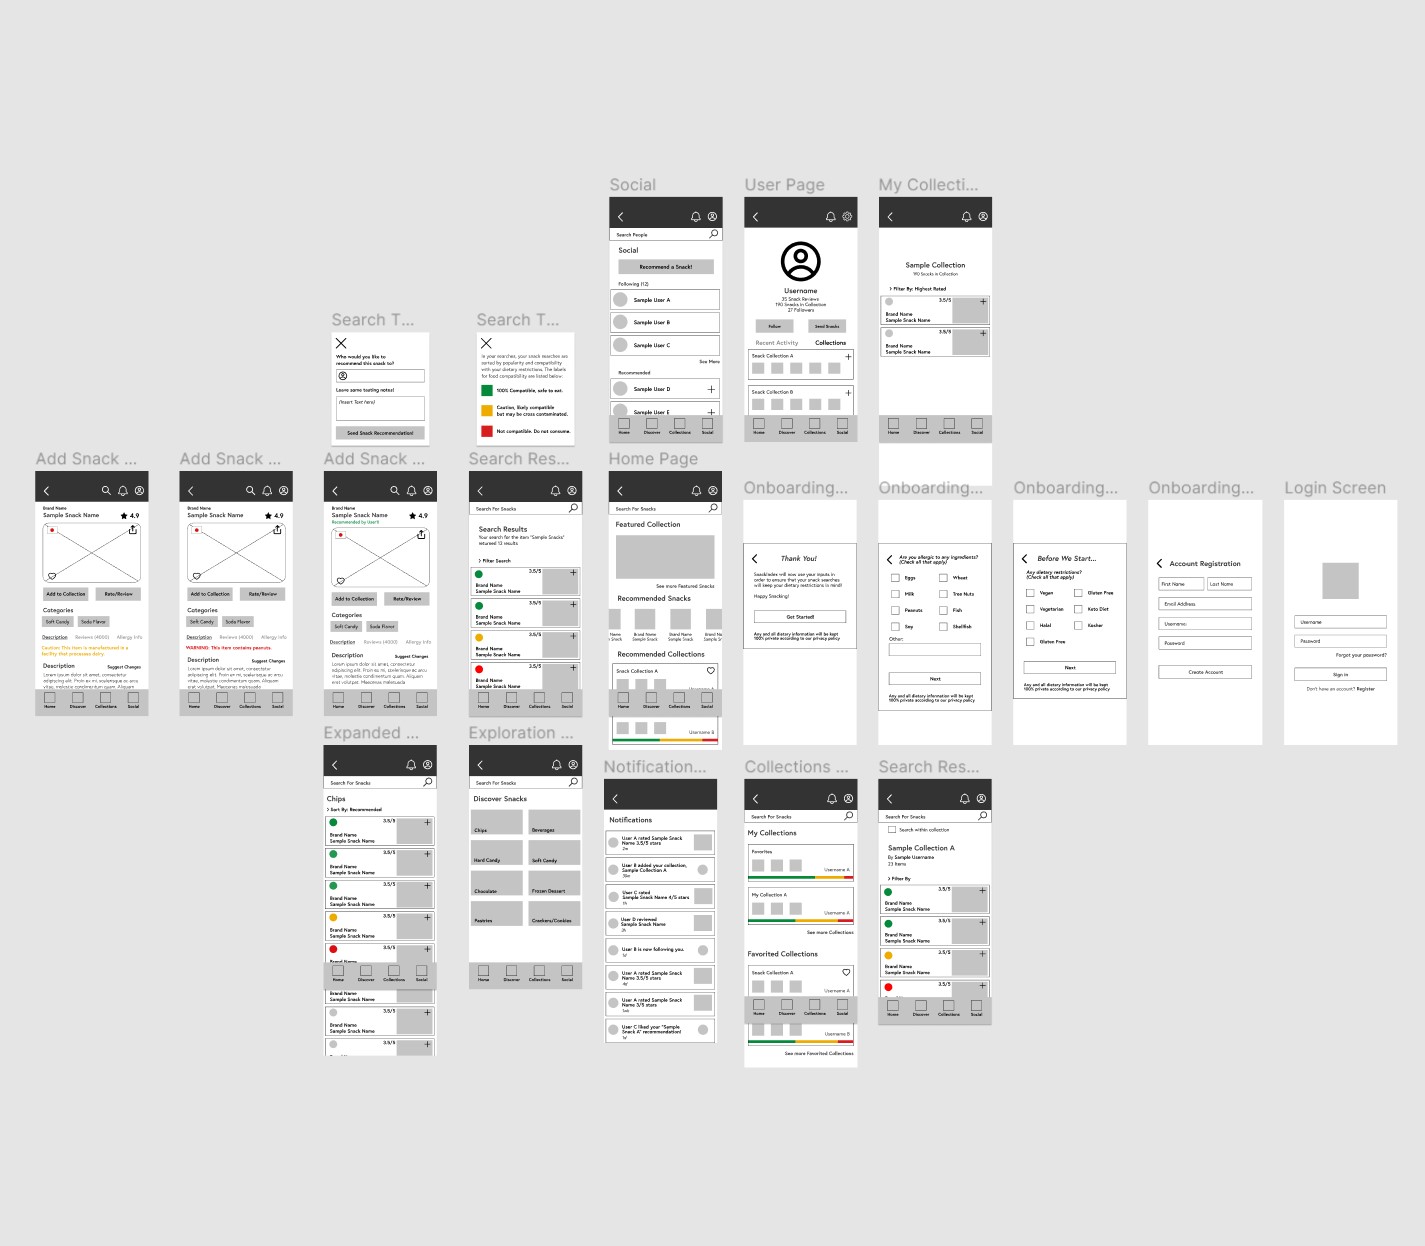 Social
User Page
My Collecti...
Search People
Social
Recommend a Snack!
Following (12)
Sample User A
Sample User B
Sample User C
See More
Recommended
Sample User D
Sample User E
Home Discover Collections Social
Username
35 Snack Reviews
190 Snacks in Collection
27 Followers
Follow
Send Snacks
Recent Activity
Collections
Snack Collection A
Snack Collection B
Home Discover Collections Social
Sample Collection
190 Snacks in Collection
Filter By: Highest Rated
3.5/5
Brand Name
Sample Snack Name
3.5/5
Brand Name
Sample Snack Name
Home Discover Collections Social
Search T...
Who would you like to
recommend this snack to?
Leave some tasting notes!
(Insert Text here)
Send Snack Recommendation!
Search T...
In your searches, your snack searches are
sorted by popularity and compatibility
with your dietary restrictions. The labels
for food compatibility are listed below:
100% Compatible, safe to eat.
Caution, likely compatible
but may be cross contaminated.
Not compatible. Do not consume.
Add Snack ...
Brand Name
Sample Snack Name
4.9
Add to Collection
Rate/Review
Categories
Soft Candy
Soda Flavor
Description
Reviews (4000)
Allergy Info
Caution: This item is manufactured in a
facility that processes dairy.
Description
Suggest Changes
Lorem ipsum dolor sit amet, consectetur
adipiscing elit. Proin ex mi, scelerisque ac arcu
vitae, molestie condimentum quam. Aliquam
Home Discover Collections Social
Add Snack ...
Brand Name
Sample Snack Name
4.9
Add to Collection
Rate/Review
Categories
Soft Candy
Soda Flavor
Description
Reviews (4000)
Allergy Info
WARNING: This item contains peanuts.
Description
Suggest Changes
Lorem ipsum dolor sit amet, consectetur
adipiscing elit. Proin ex mi, scelerisque ac arcu
vitae, molestie condimentum quam. Aliquam
erat volutpat. Maecenas malesuada
Home Discover Collections Social
Add Snack ...
Brand Name
Sample Snack Name
Recommended by User B
4.9
Add to Collection
Rate/Review
Categories
Soft Candy
Soda Flavor
Description
Reviews (4000)
Allergy Info
Description
Suggest Changes
Lorem ipsum dolor sit amet, consectetur
adipiscing elit. Proin ex mi, scelerisque ac arcu
vitae, molestie condimentum quam. Aliquam
erat volutpat. Maecenas malesuada
Home Discover Collections Social
Search Res...
Search For Snacks
Search Results
Your search for the item "Sample Snacks"
returned 12 results
Filter Search
3.5/5
Brand Name
Sample Snack Name
3.5/5
Brand Name
Sample Snack Name
3.5/5
Brand Name
Sample Snack Name
3.5/5
Brand Name
Sample Snack Name
Home Discover Collections Social
Home Page
Search For Snacks
Featured Collection
See more Featured Snacks
Recommended Snacks
Brand Name
Sample Snack
Brand Name
Sample Snack
Recommended Collections
Snack Collection A
Home Discover Collections Social
Username B
Onboarding...
Thank You!
SnackIndex will now use your inputs in
order to ensure that your snack searches
will keep your dietary restrictions in mind!
Happy Snacking!
Get Started!
Any and all dietary information will be kept
100% private according to our privacy policy
Onboarding...
Are you allergic to any ingredients?
(Check all that apply)
Eggs
Wheat
Milk
Tree Nuts
Peanuts
Fish
Soy
Shellfish
Other:
Next
Any and all dietary information will be kept
100% private according to our privacy policy
Onboarding...
Before We Start...
Any dietary restrictions?
(Check all that apply)
Vegan
Gluten Free
Vegetarian
Keto Diet
Halal
Kosher
Gluten Free
Next
Any and all dietary information will be kept
100% private according to our privacy policy
Onboarding...
Account Registration
First Name
Last Name
Email Address
Username
Password
Create Account
Login Screen
Username
Password
Forgot your password?
Sign in
Don't have an account? Register
Expanded ...
Search For Snacks
Chips
Sort By: Recommended
3.5/5
Brand Name
Sample Snack Name
3.5/5
Brand Name
Sample Snack Name
3.5/5
Brand Name
Sample Snack Name
3.5/5
Brand Name
Sample Snack Name
3.5/5
Home Discover Collections Social
Brand Name
Sample Snack Name
3.5/5
Brand Name
Sample Snack Name
3.5/5
Exploration ...
Search For Snacks
Discover Snacks
Chips
Beverages
Hard Candy
Soft Candy
Chocolate
Frozen Dessert
Pastries
Crackers/Cookies
Home Discover Collections Social
Notification...
Notifications
User A rated Sample Snack
Name 3.5/5 stars
User B added your collection,
Sample Collection A
User C rated
Sample Snack Name 4/5 stars
User D reviewed
Sample Snack Name
User B is now following you.
User A rated Sample Snack
Name 3.5/5 stars
User A rated Sample Snack
Name 3/5 stars
User C liked your "Sample
Snack A" recommendation!
Collections ...
Search For Snacks
My Collections
Favorites
Username A
My Collection A
Username A
See more Collections
Favorited Collections
Snack Collection A
Username A
Home Discover Collections Social
Username B
See more Favorited Collections
Search Res...
Search For Snacks
Search within collection
Sample Collection A
By Sample Username
23 Items
Filter By
3.5/5
Brand Name
Sample Snack Name
3.5/5
Brand Name
Sample Snack Name
3.5/5
Brand Name
Sample Snack Name
3.5/5
Home Discover Collections Social